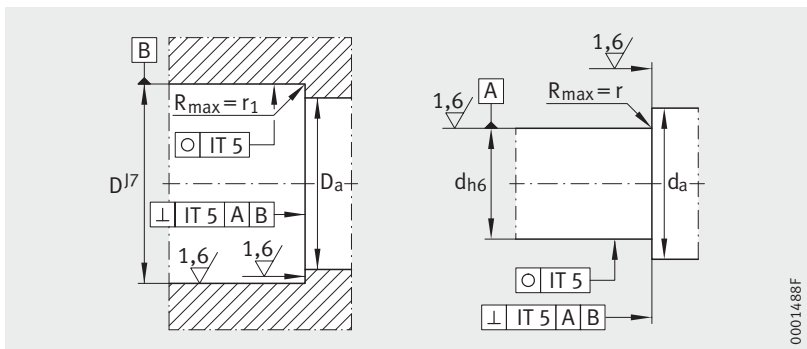 B
Rmax = r1
○ IT 5
DJ7
Da
⊥ IT 5 A B
1,6
1,6
1,6
1,6
A
Rmax = r
dh6
da
○ IT 5
⊥ IT 5 A B
0001488F